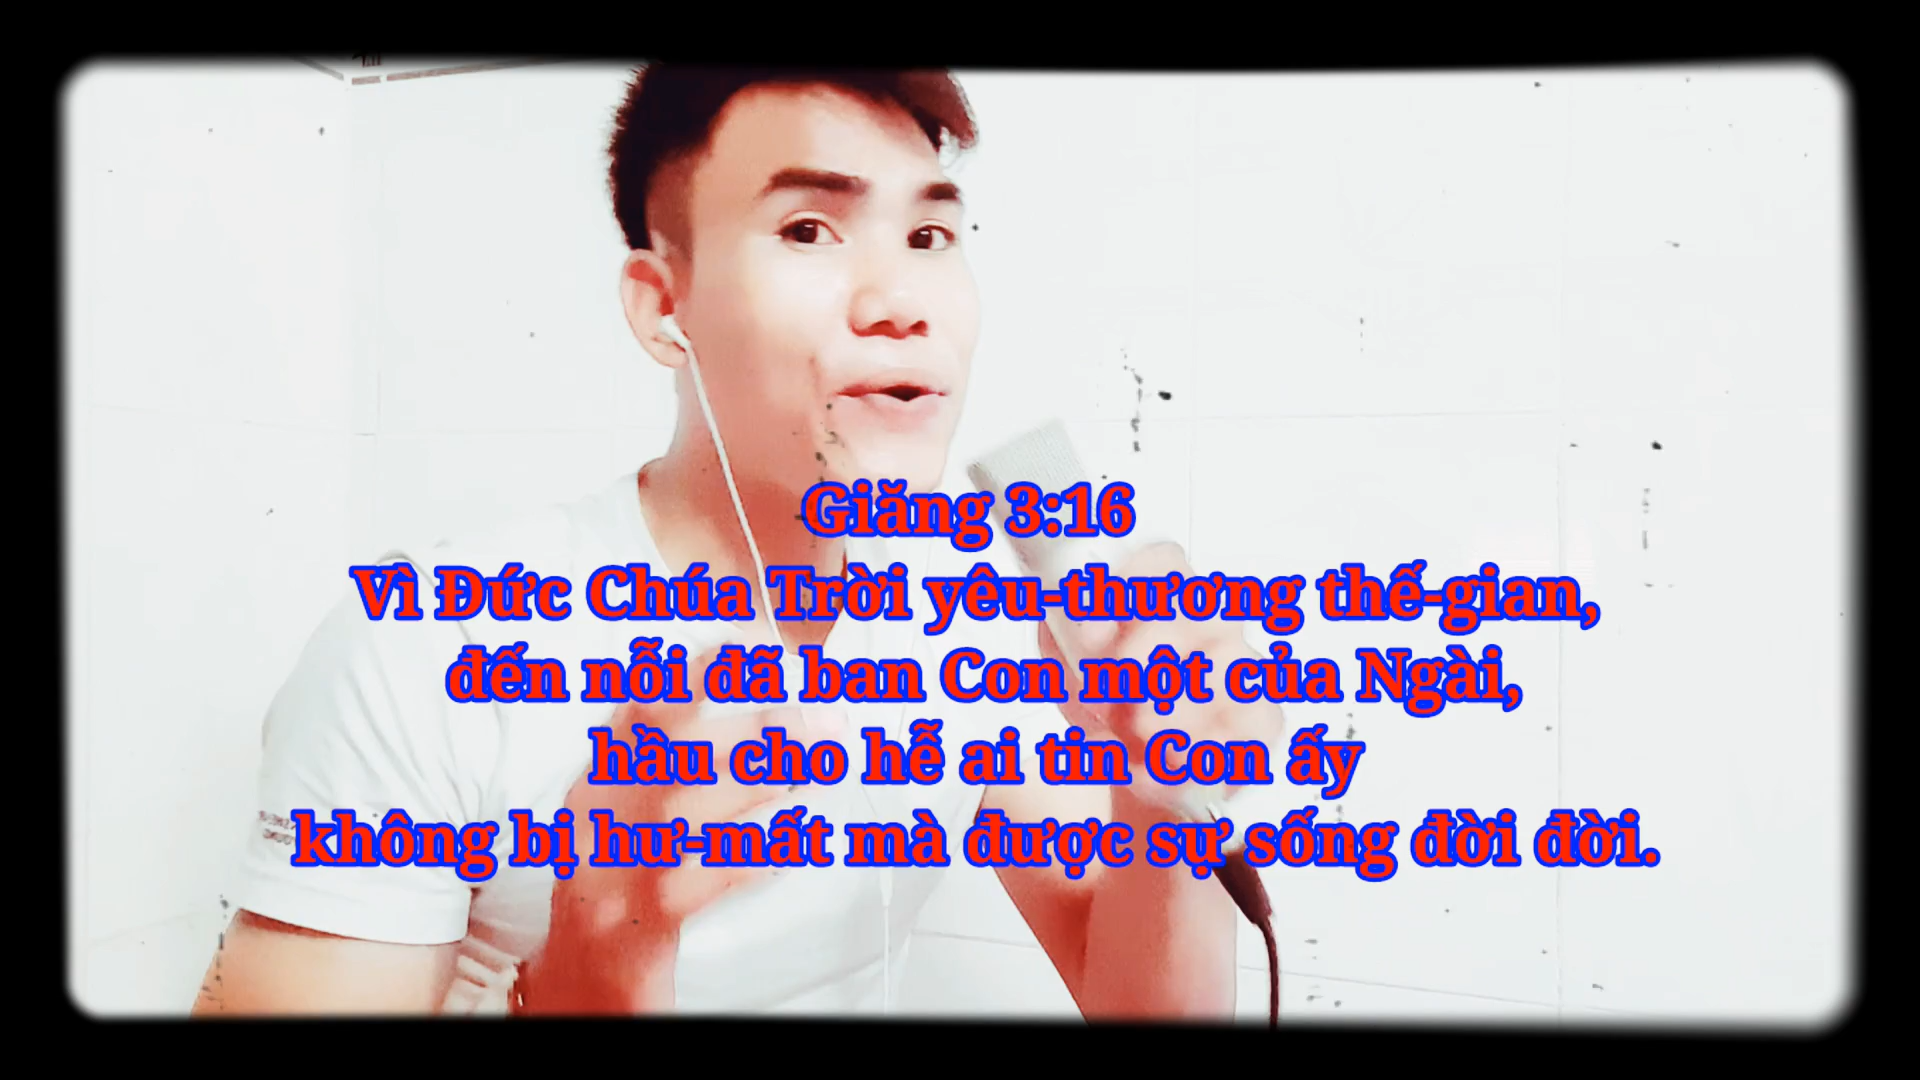 Giăng 3:16
Vì Đức Chúa Trời yêu-thương thế-gian,
đến nỗi đã ban Con một của Ngài,
hầu cho hễ ai tin Con ấy
không bị hư-mất mà được sự sống đời đời.